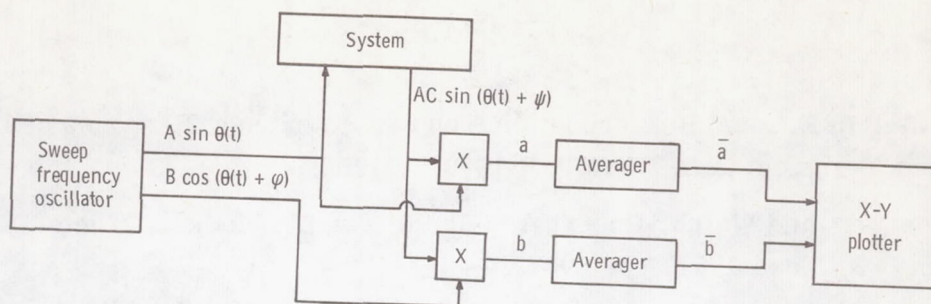 System
AC sin (θ(t) + ψ)
A sin θ(t)
Sweep
frequency
oscillator
B cos (θ(t) + φ)
X
a
Averager
a̅
X-Y
plotter
X
b
Averager
b̅